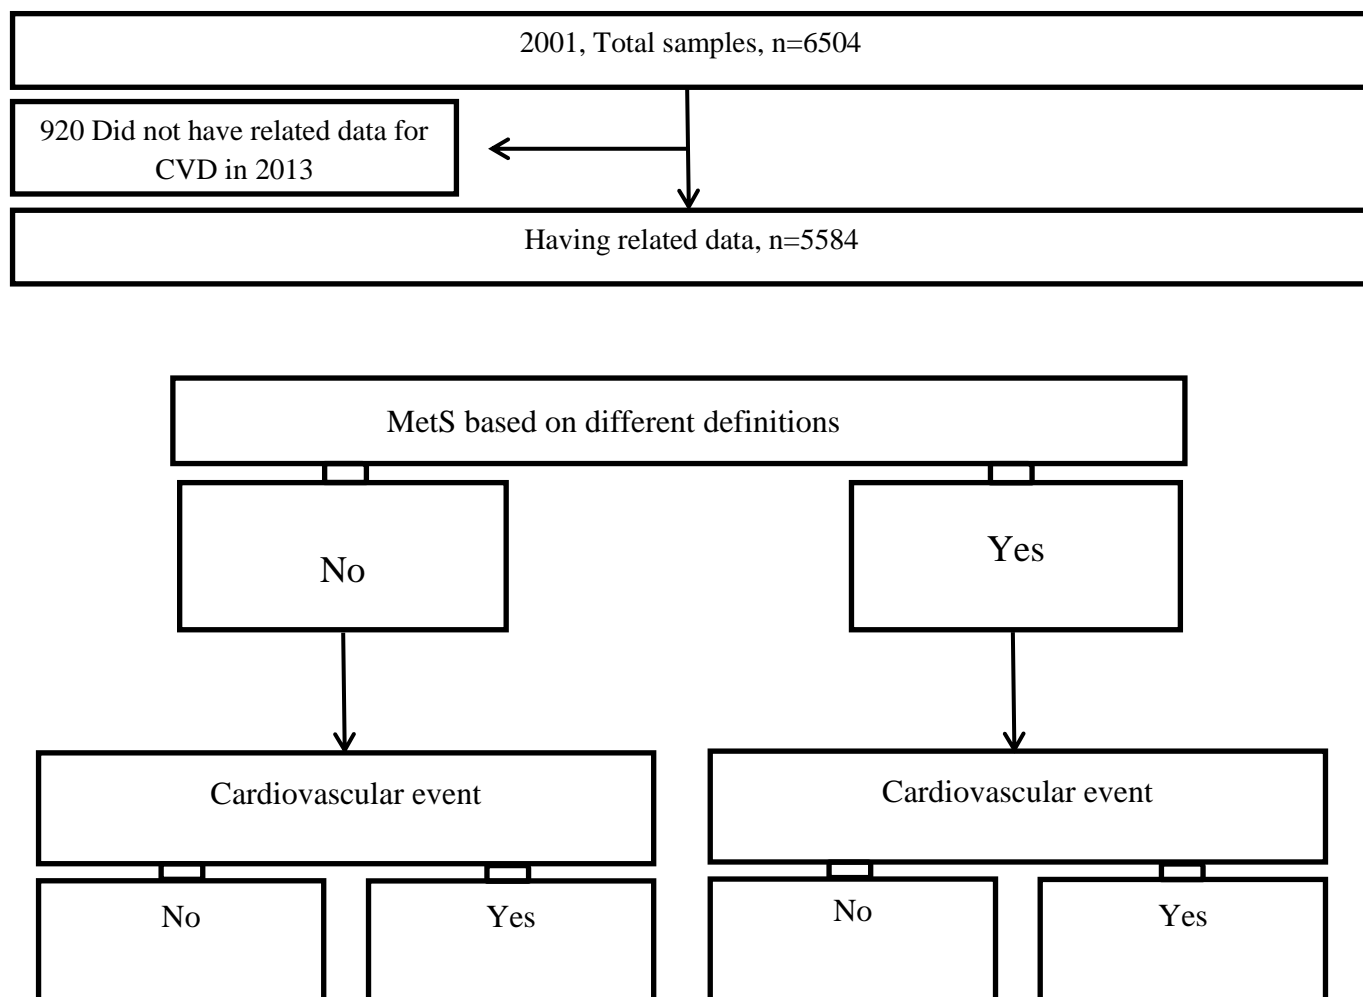 2001, Total samples, n=6504
920 Did not have related data for
CVD in 2013
Having related data, n=5584
MetS based on different definitions
No
Yes
Cardiovascular event
Cardiovascular event
No
Yes
No
Yes